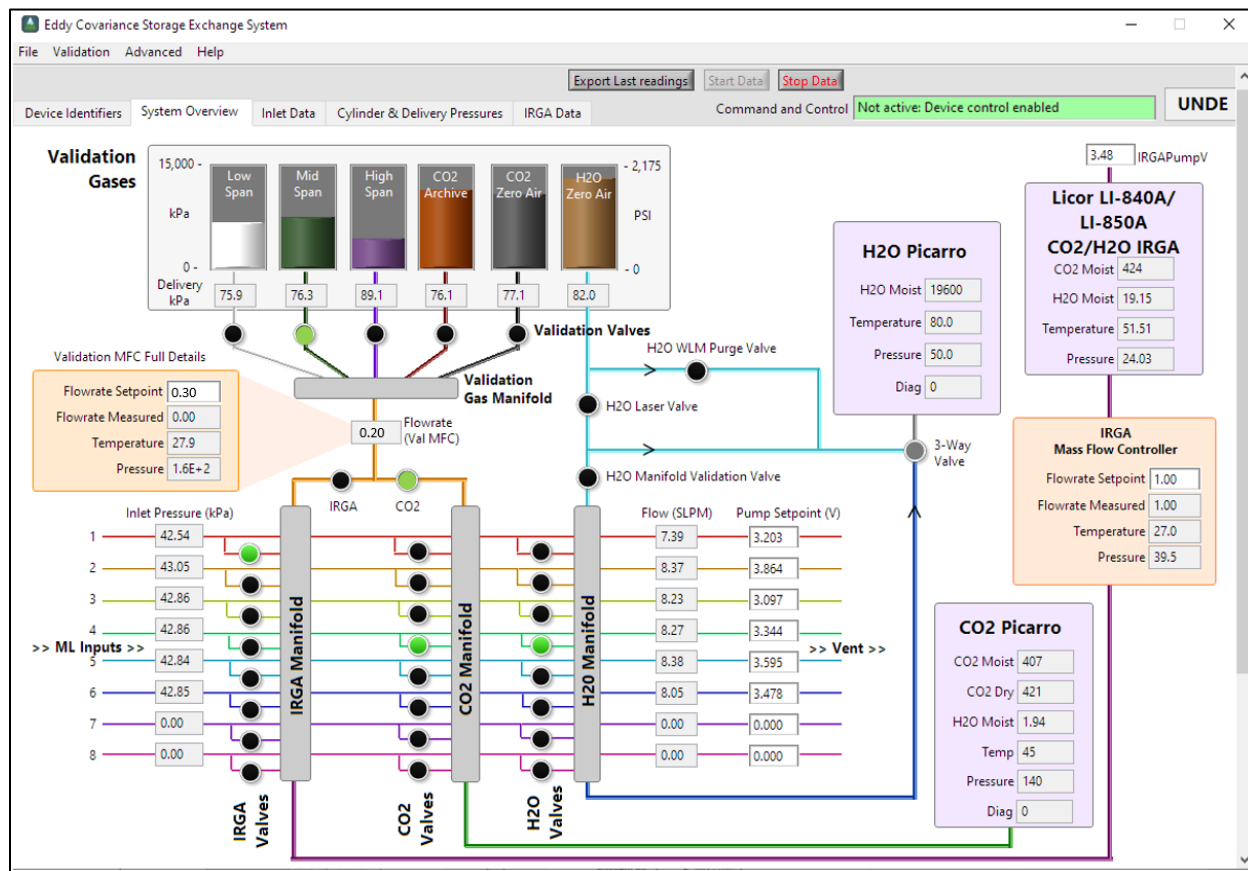 Eddy Covariance Storage Exchange System
File Validation Advanced Help
Export Last readings Start Data Stop Data
Device Identifiers System Overview Inlet Data Cylinder & Delivery Pressures IRGA Data
Command and Control Not active: Device control enabled UNDE
Validation
Gases
15,000 -
kPa
0 -
Low
Span
Mid
Span
High
Span
CO2
Archive
CO2
Zero Air
H2O
Zero Air
- 2,175
PSI
- 0
Delivery
kPa
75.9 76.3 89.1 76.1 77.1 82.0
Validation Valves
Validation MFC Full Details
Flowrate Setpoint 0.30
Flowrate Measured 0.00
Temperature 27.9
Pressure 1.6E+2
Validation
Gas Manifold
0.20 Flowrate
(Val MFC)
IRGA CO2
H2O WLM Purge Valve
H2O Laser Valve
H2O Manifold Validation Valve
3-Way
Valve
H2O Picarro
H2O Moist 19600
Temperature 80.0
Pressure 50.0
Diag 0
3.48 IRGAPumpV
Licor LI-840A/
LI-850A
CO2/H2O IRGA
CO2 Moist 424
H2O Moist 19.15
Temperature 51.51
Pressure 24.03
IRGA
Mass Flow Controller
Flowrate Setpoint 1.00
Flowrate Measured 1.00
Temperature 27.0
Pressure 39.5
Inlet Pressure (kPa) Flow (SLPM) Pump Setpoint (V)
1 42.54 7.39 3.203
2 43.05 8.37 3.864
3 42.86 8.23 3.097
4 42.86 8.27 3.344
>> ML Inputs >> >> Vent >>
5 42.84 8.38 3.595
6 42.85 8.05 3.478
7 0.00 0.00 0.000
8 0.00 0.00 0.000
IRGA Manifold
CO2 Manifold
H20 Manifold
IRGA
Valves
CO2
Valves
H2O
Valves
CO2 Picarro
CO2 Moist 407
CO2 Dry 421
H2O Moist 1.94
Temp 45
Pressure 140
Diag 0